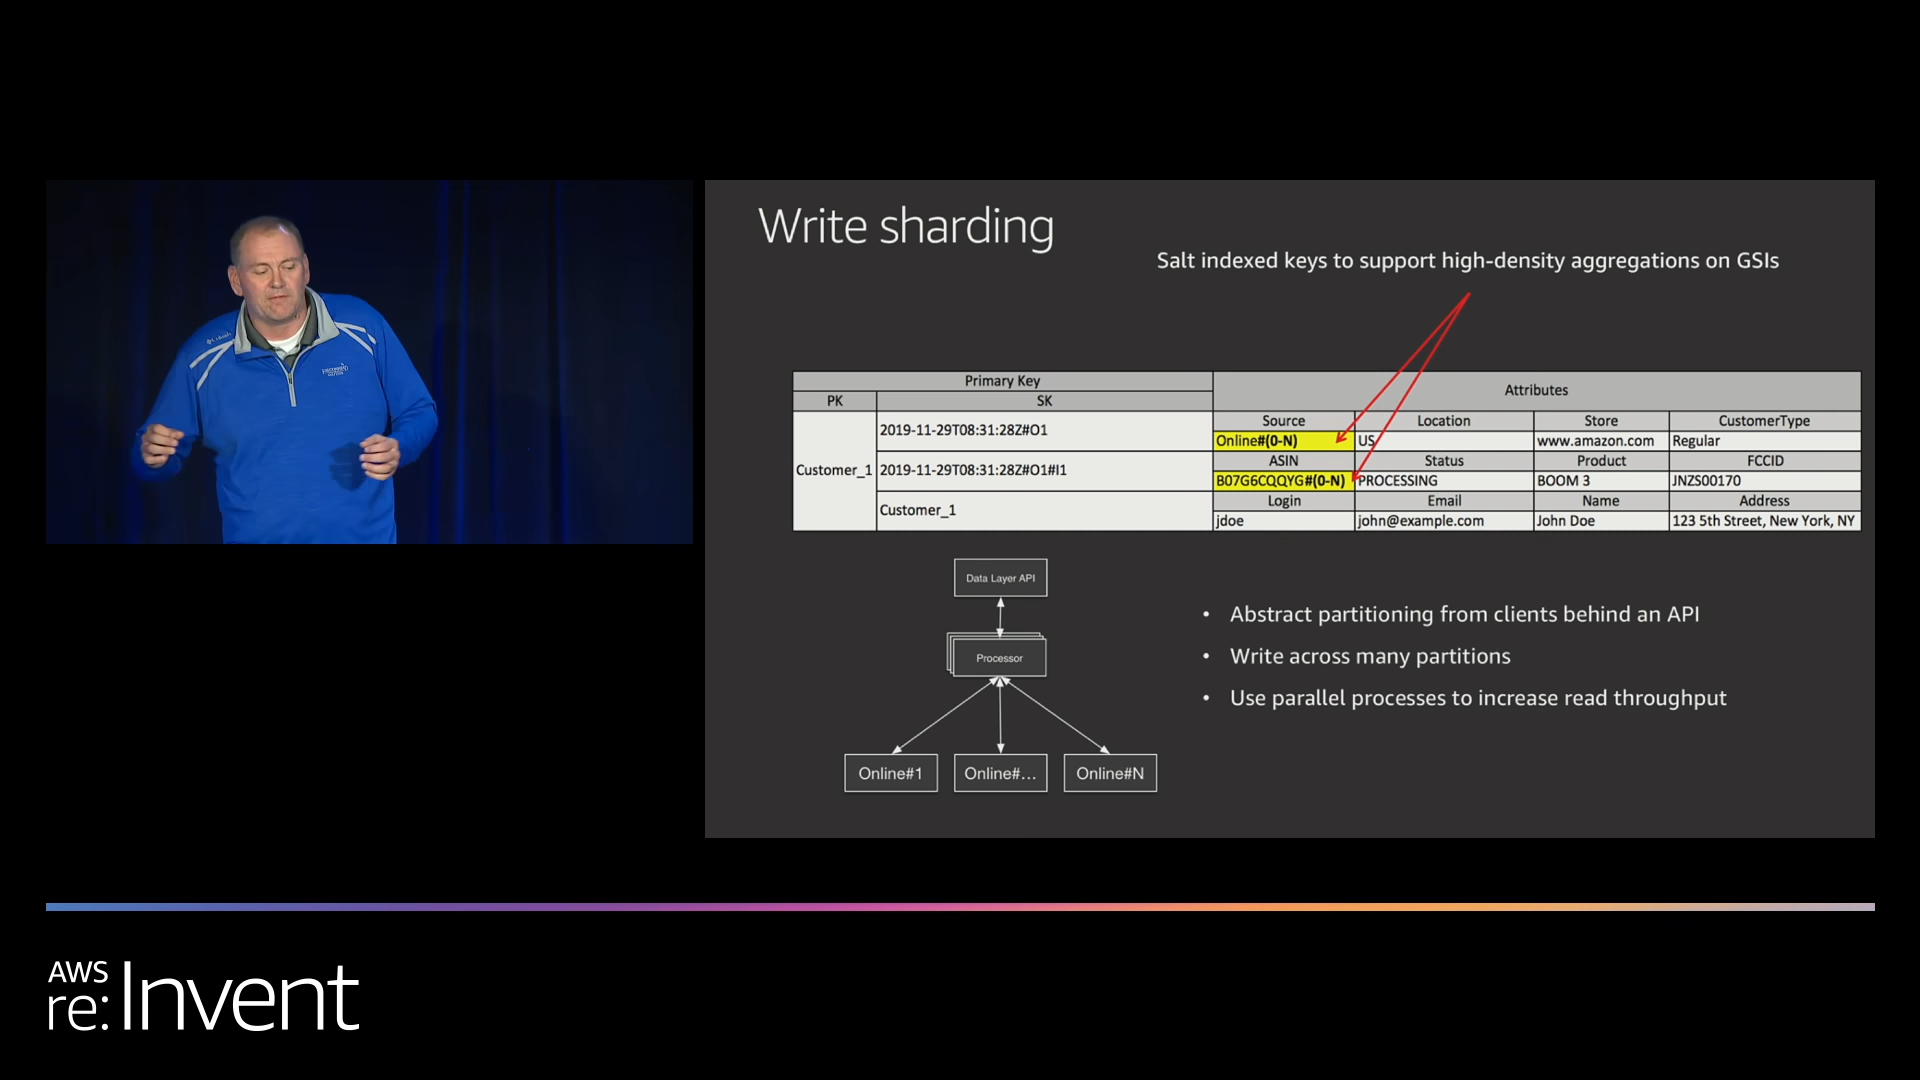 Write sharding
Salt indexed keys to support high-density aggregations on GSIs
Primary Key
Attributes
PK SK
Source Location Store CustomerType
2019-11-29T08:31:28Z#O1
Online#(0-N) US www.amazon.com Regular
ASIN Status Product FCCID
Customer_1 2019-11-29T08:31:28Z#O1#I1
B07G6CQQYG#(0-N) PROCESSING BOOM 3 JNZS00170
Login Email Name Address
Customer_1
jdoe john@example.com John Doe 123 5th Street, New York, NY
Data Layer API
Processor
Online#1 Online#... Online#N
• Abstract partitioning from clients behind an API
• Write across many partitions
• Use parallel processes to increase read throughput
AWS
re:Invent